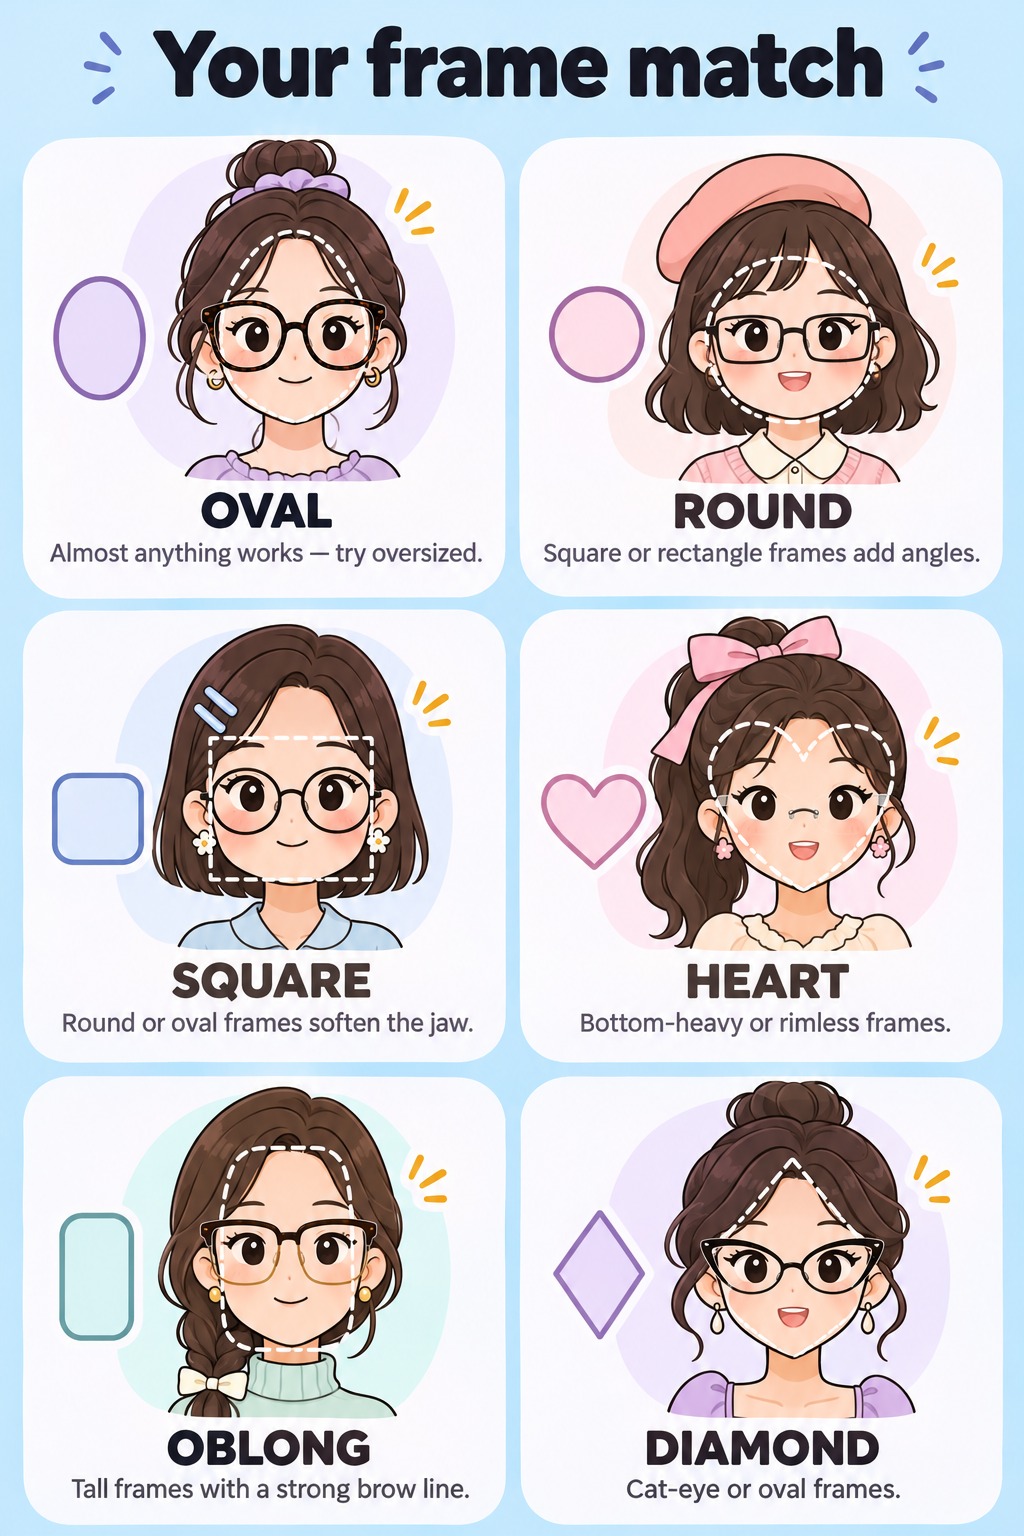 Your frame match
OVAL
Almost anything works — try oversized.
ROUND
Square or rectangle frames add angles.
SQUARE
Round or oval frames soften the jaw.
HEART
Bottom-heavy or rimless frames.
OBLONG
Tall frames with a strong brow line.
DIAMOND
Cat-eye or oval frames.